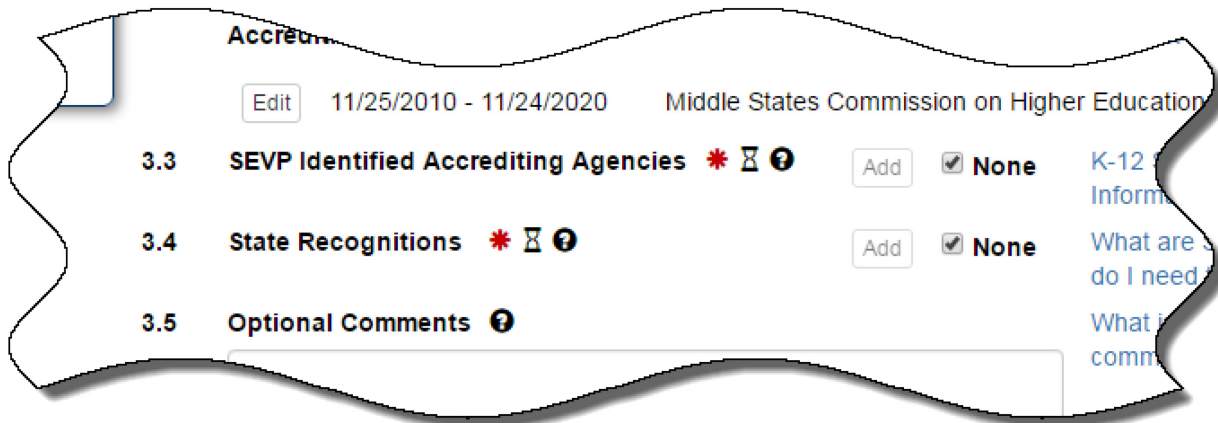 Edit 11/25/2010 - 11/24/2020 Middle States Commission on Higher Education
3.3 SEVP Identified Accrediting Agencies Add None K-12
3.4 State Recognitions Add None What are
do I need
3.5 Optional Comments What